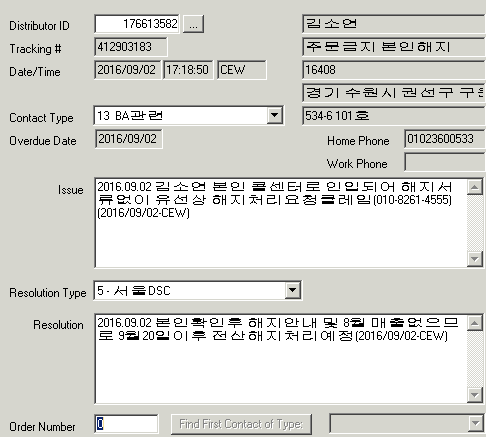 Distributor ID 176613582 ... 김소연
Tracking # 412903183 주문금지 본인해지
Date/Time 2016/09/02 17:18:50 CEW 16408
경기 수원시 권선구 구
Contact Type 13 BA관련 534-6 101호
Overdue Date 2016/09/02 Home Phone 01023600533
Work Phone
Issue 2016.09.02 김소연 본인 콜센터로 인입되어 해지서
류없이 유선상 해지처리요청클레임(010-8261-4555)
(2016/09/02-CEW)
Resolution Type 5 - 서울DSC
Resolution 2016.09.02 본인확인후 해지안내 및 8월 매출없으므
로 9월20일이후 전산해지처리예정(2016/09/02-CEW)
Order Number 0 Find First Contact of Type: